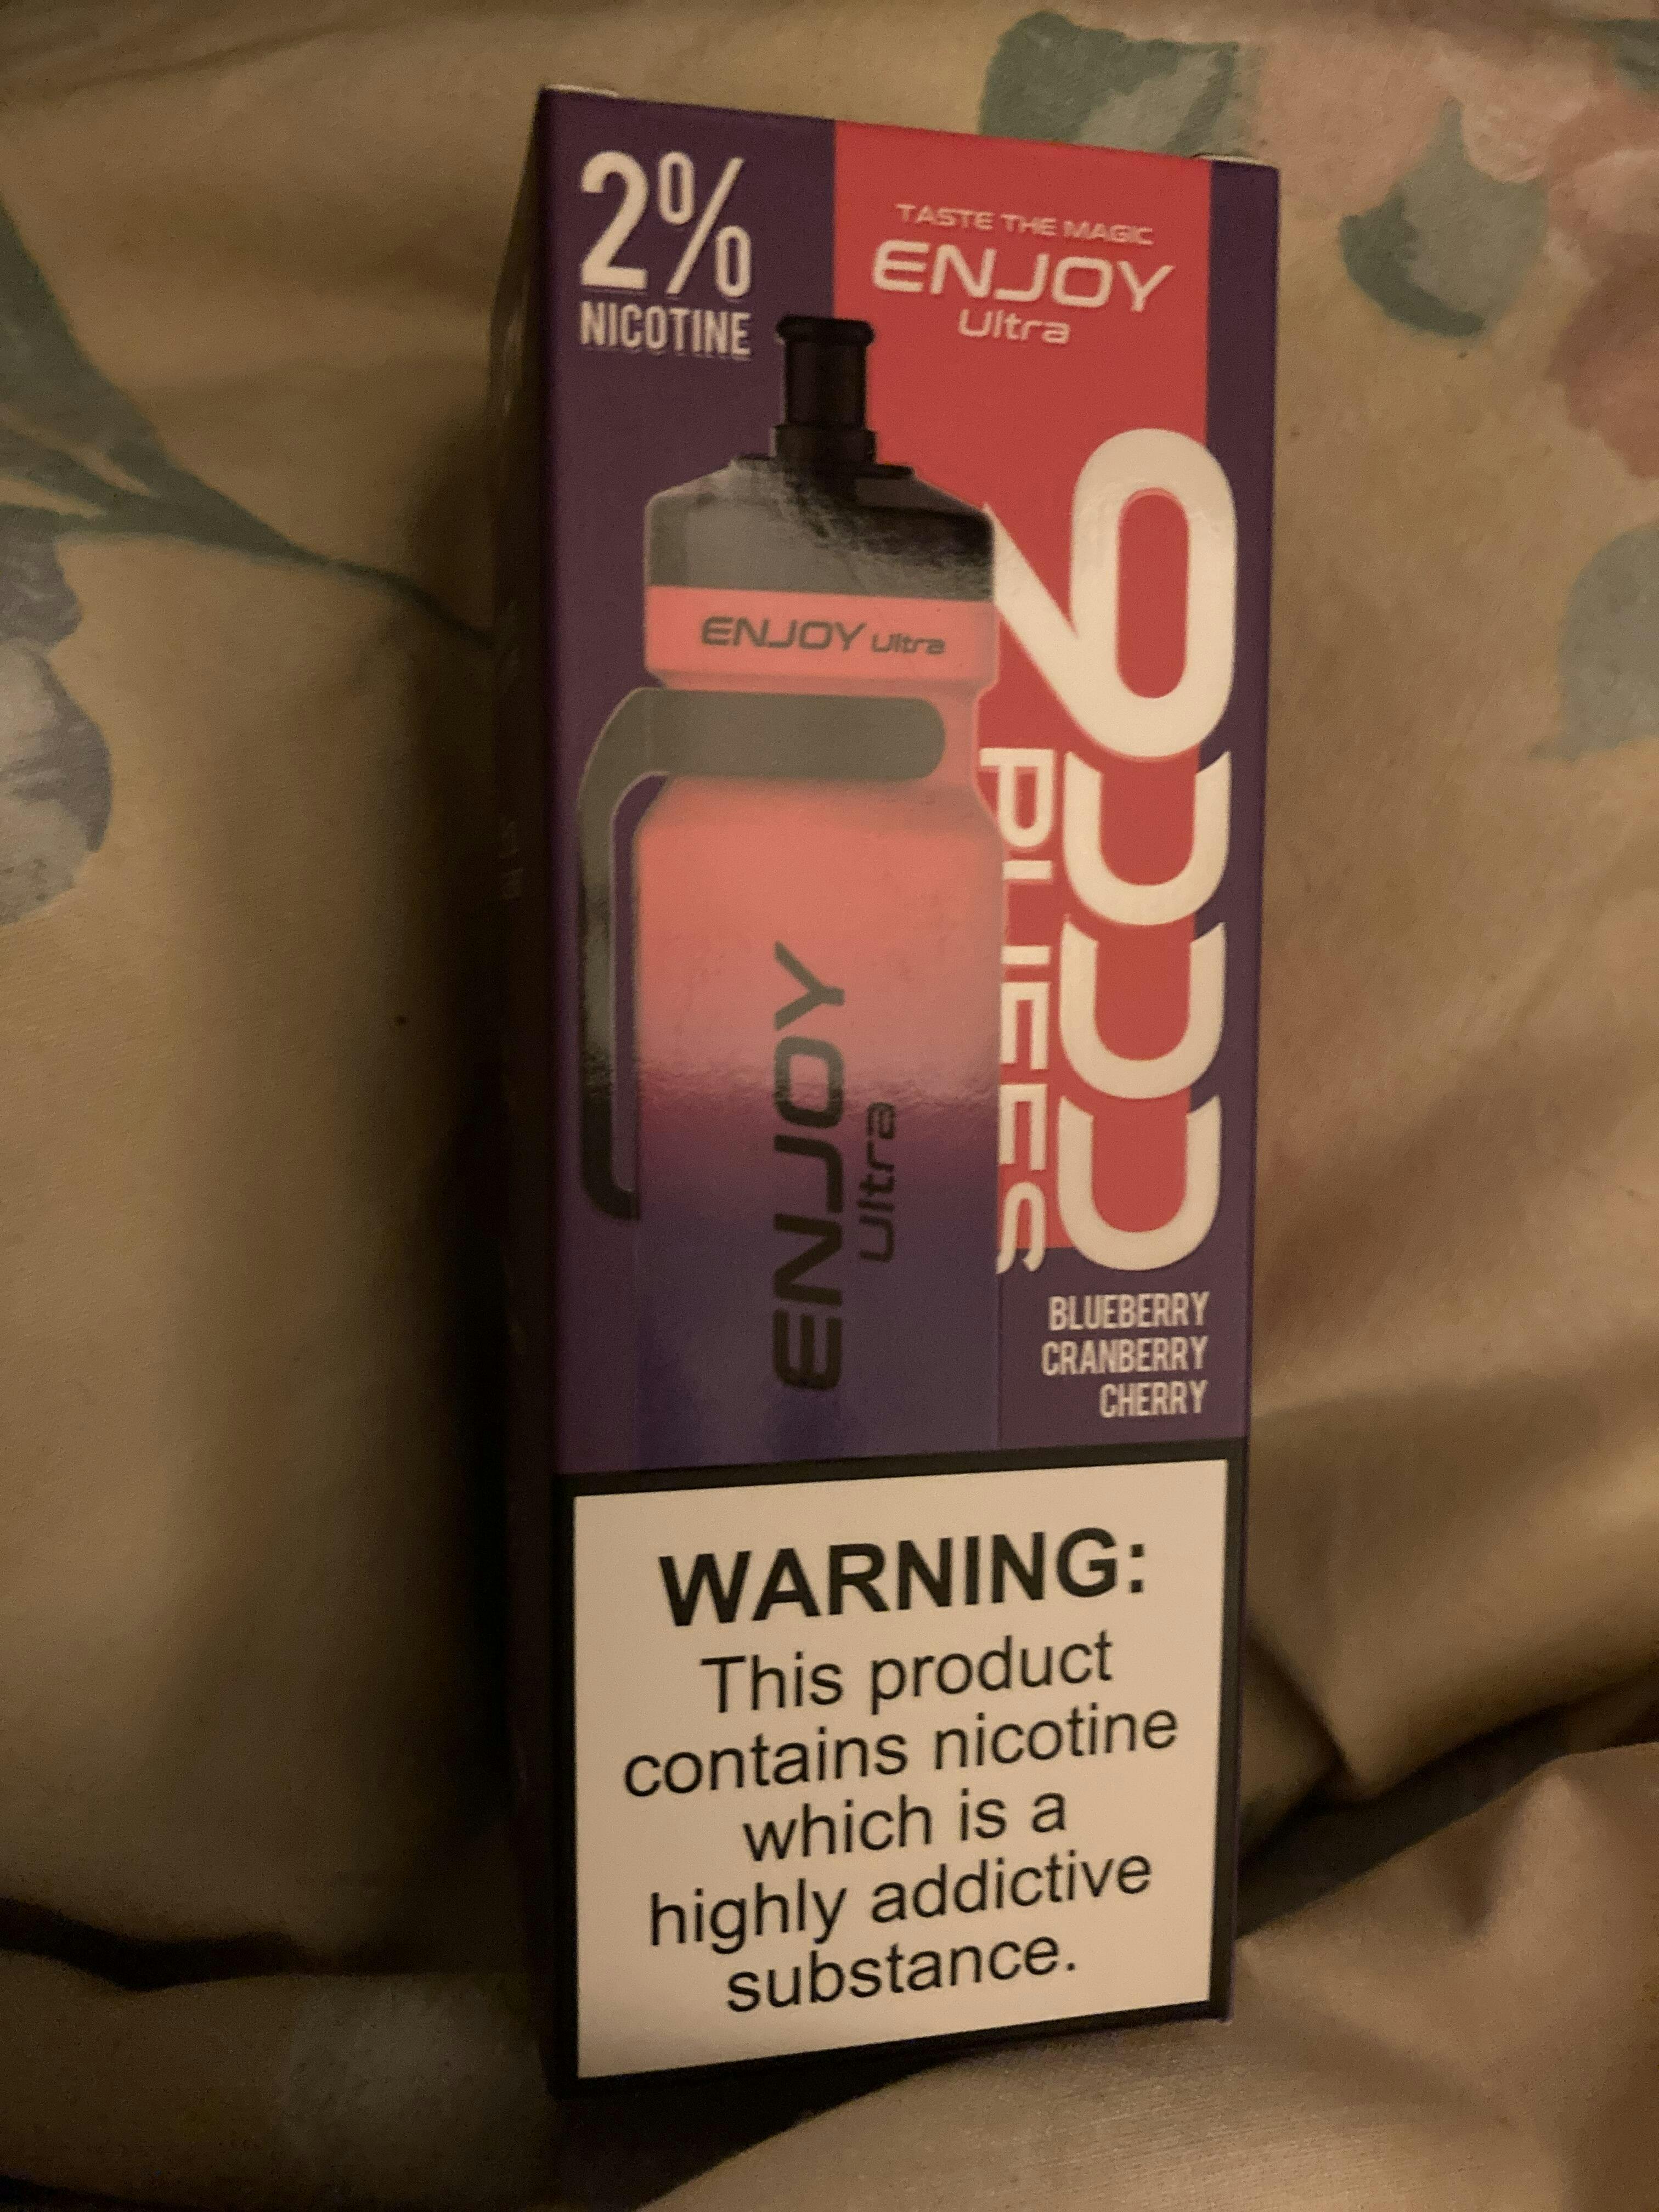 2%
NICOTINE
TASTE THE MAGIC
ENJOY
Ultra
ENJOY Ultra
ENJOY
Ultra
9000
PUFFS
BLUEBERRY
CRANBERRY
CHERRY
WARNING:
This product
contains nicotine
which is a
highly addictive
substance.